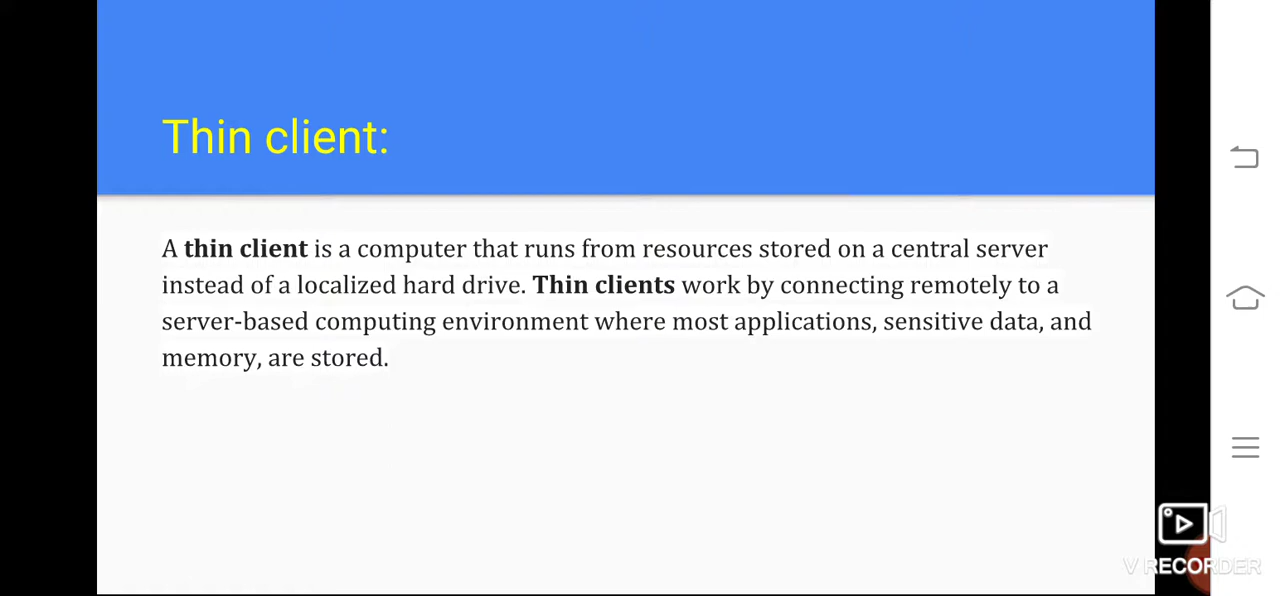 Thin client:
A thin client is a computer that runs from resources stored on a central server
instead of a localized hard drive. Thin clients work by connecting remotely to a
server-based computing environment where most applications, sensitive data, and
memory, are stored.
V RECORDER